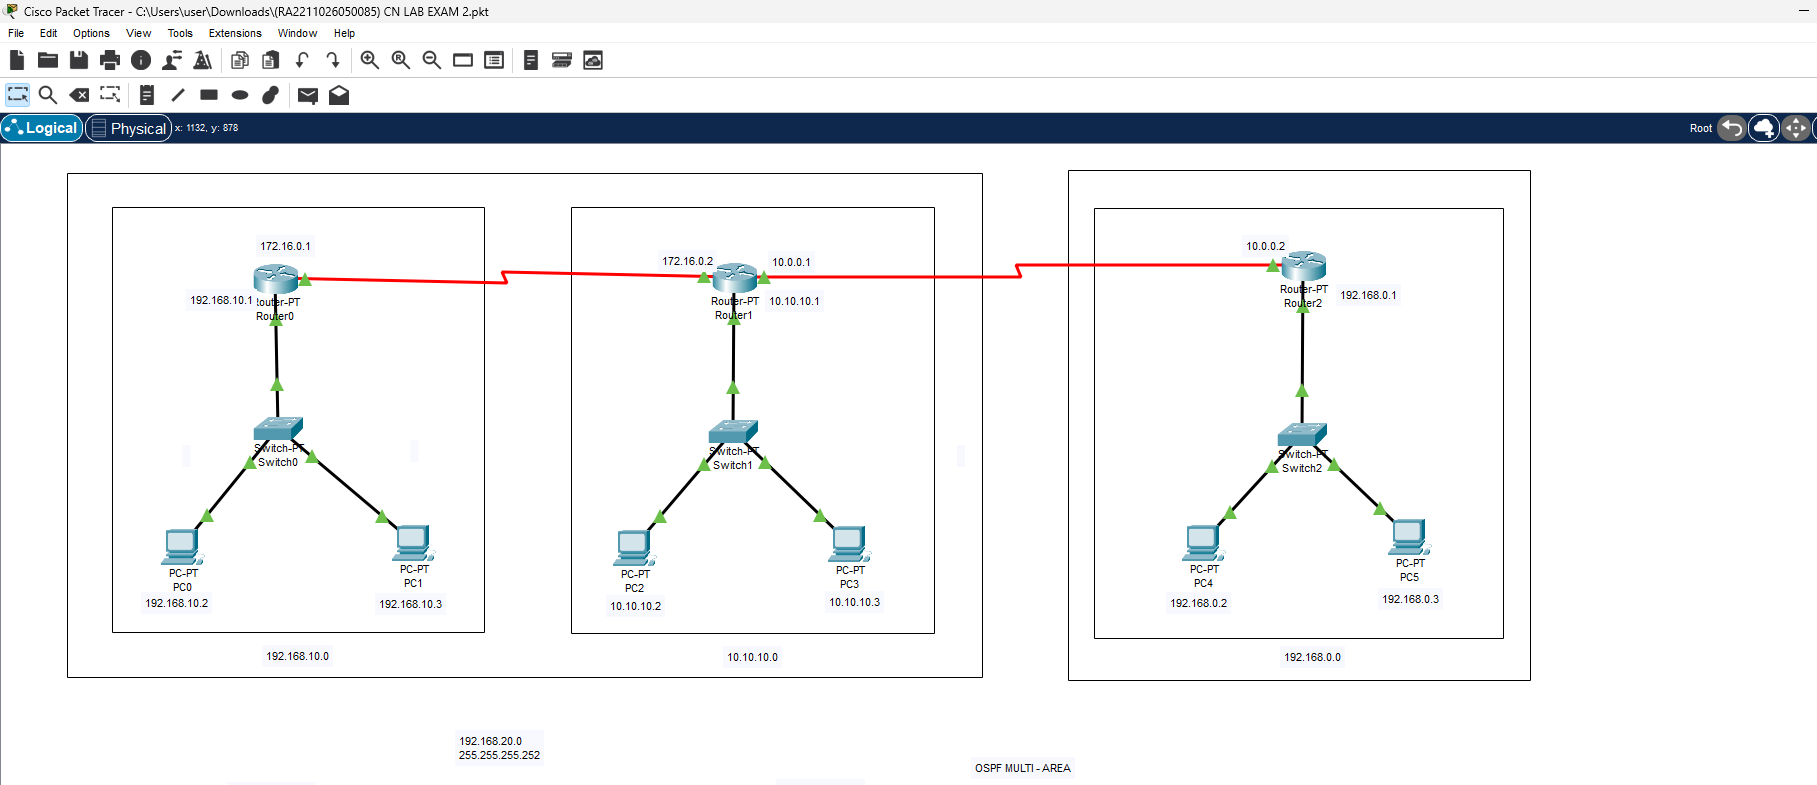 Cisco Packet Tracer - C:\Users\user\Downloads\(RA2211026050085) CN LAB EXAM 2.pkt
File Edit Options View Tools Extensions Window Help
Logical Physical x: 1132, y: 878 Root
172.16.0.1
192.168.10.1
Router-PT
Router0
172.16.0.2
10.0.0.1
Router-PT
Router1
10.10.10.1
10.0.0.2
Router-PT
Router2
192.168.0.1
Switch-PT
Switch0
Switch-PT
Switch1
Switch-PT
Switch2
PC-PT
PC0
192.168.10.2
PC-PT
PC1
192.168.10.3
PC-PT
PC2
10.10.10.2
PC-PT
PC3
10.10.10.3
PC-PT
PC4
192.168.0.2
PC-PT
PC5
192.168.0.3
192.168.10.0
10.10.10.0
192.168.0.0
192.168.20.0
255.255.255.252
OSPF MULTI - AREA